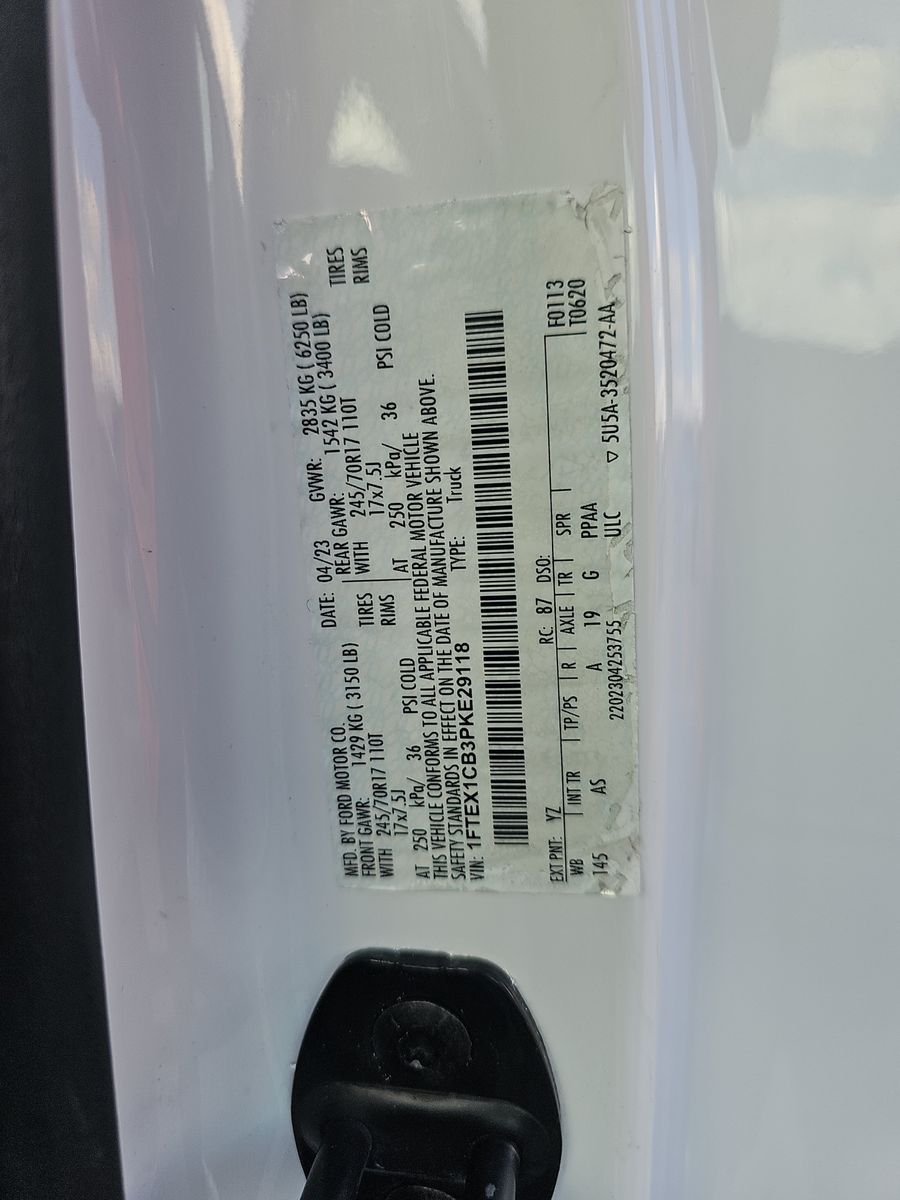 MFD. BY FORD MOTOR CO. DATE: 04/23 GVWR: 2835 KG ( 6250 LB)
FRONT GAWR: 1429 KG ( 3150 LB) REAR GAWR: 1542 KG ( 3400 LB)
WITH 245/70R17 110T TIRES WITH 245/70R17 110T TIRES
17x7.5J RIMS 17x7.5J RIMS
AT 250 kPa/ 36 PSI COLD AT 250 kPa/ 36 PSI COLD
THIS VEHICLE CONFORMS TO ALL APPLICABLE FEDERAL MOTOR VEHICLE
SAFETY STANDARDS IN EFFECT ON THE DATE OF MANUFACTURE SHOWN ABOVE.
VIN: 1FTEX1CB3PKE29118 TYPE: Truck
EXT PNT: YZ RC: 87 DSO: F0113
WB INT TR TP/PS R AXLE TR SPR T0620
145 AS A 19 G PPAA
2202304253755 ULC ▽ 5U5A-3520472-AA